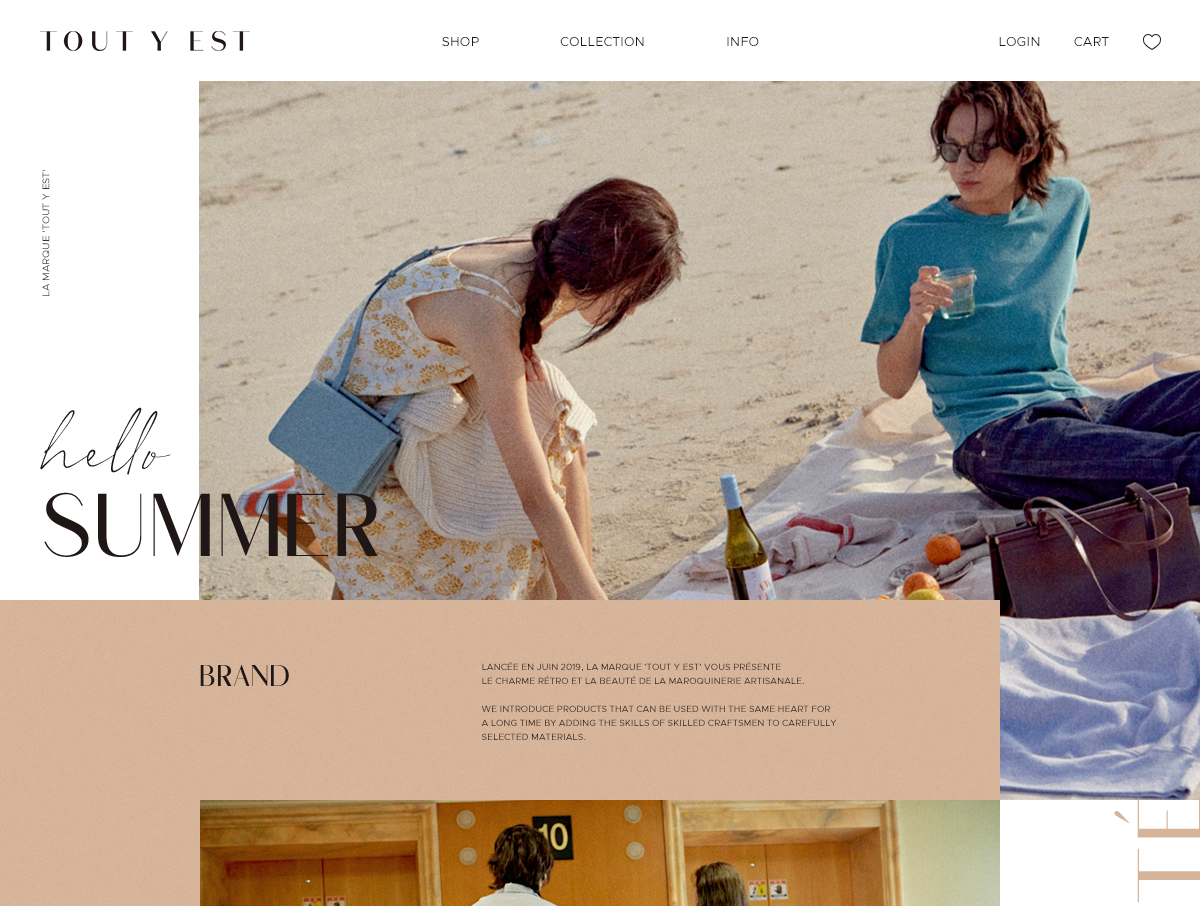 TOUT Y EST
SHOP
COLLECTION
INFO
LOGIN
CART
LA MARQUE 'TOUT Y EST'
hello
SUMMER
BRAND
LANCÉE EN JUIN 2019, LA MARQUE 'TOUT Y EST' VOUS PRÉSENTE
LE CHARME RÉTRO ET LA BEAUTÉ DE LA MAROQUINERIE ARTISANALE.
WE INTRODUCE PRODUCTS THAT CAN BE USED WITH THE SAME HEART FOR
A LONG TIME BY ADDING THE SKILLS OF SKILLED CRAFTSMEN TO CAREFULLY
SELECTED MATERIALS.
10